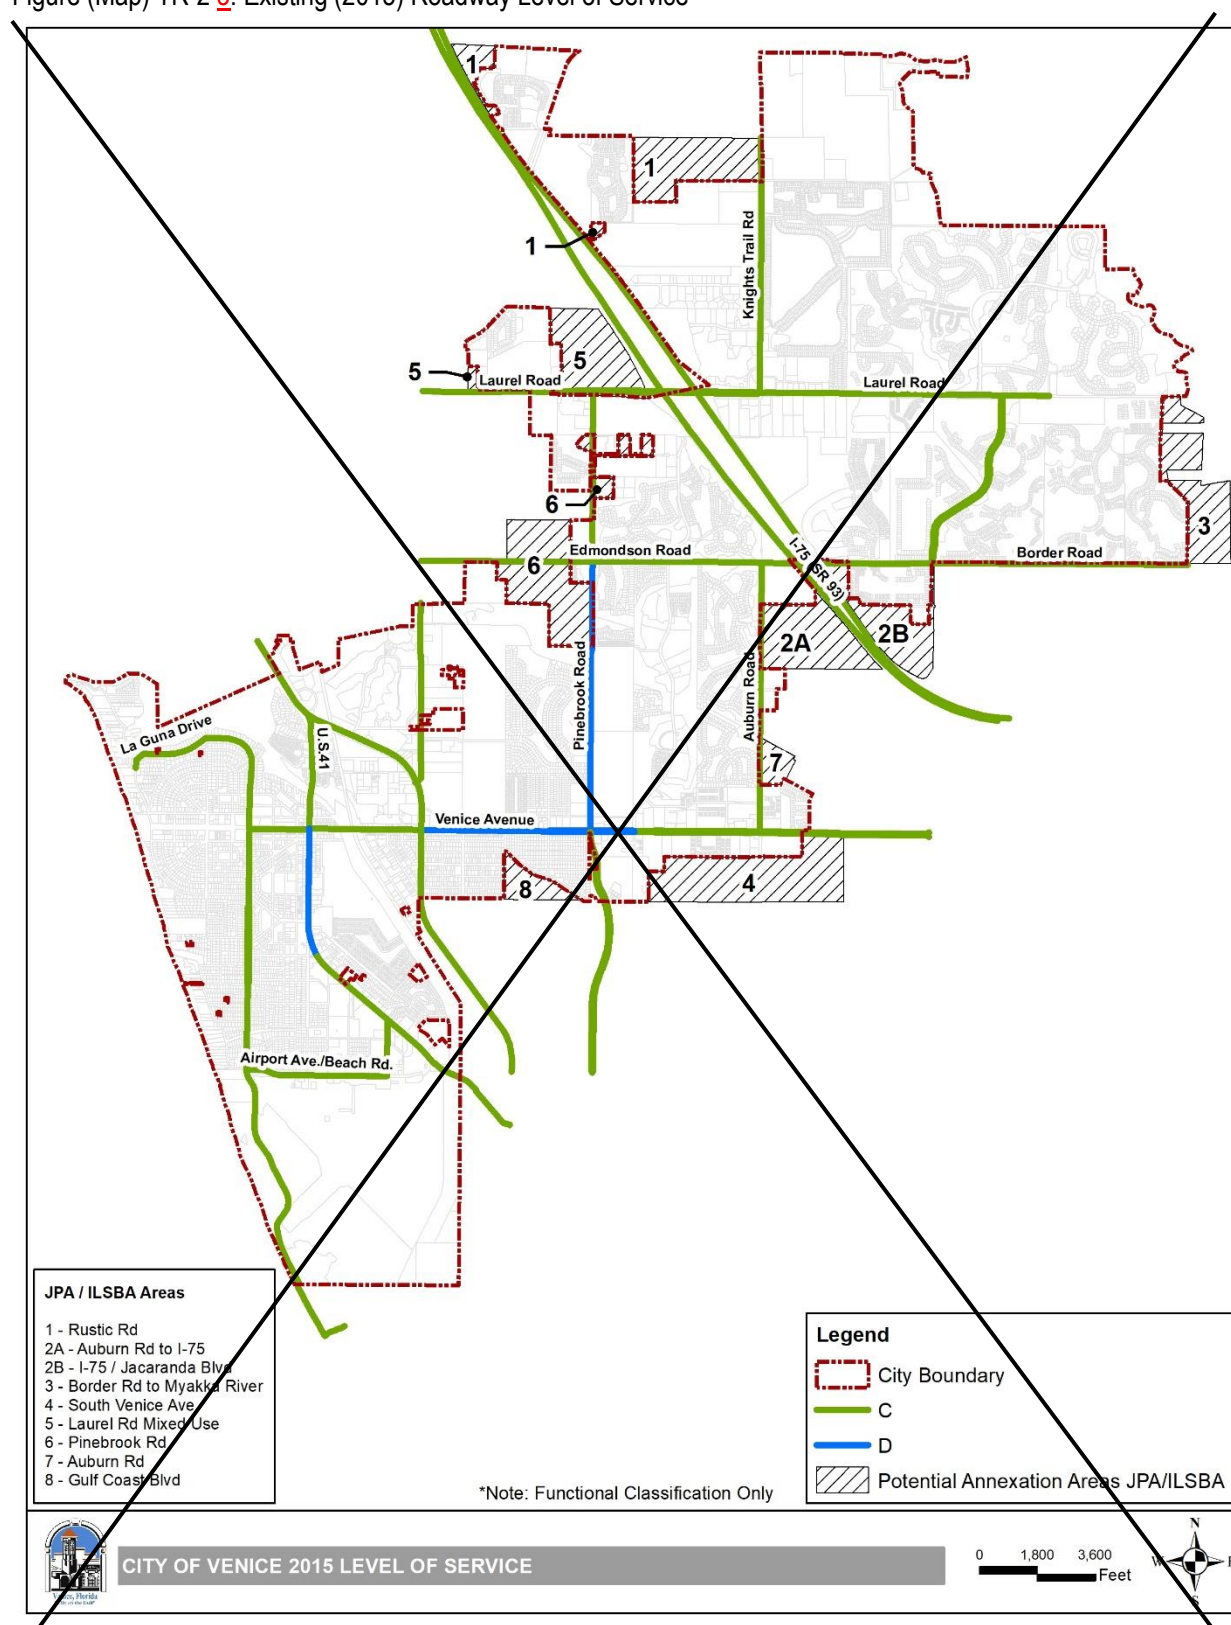 Figure (Map) TR-2 3: Existing (2015) Roadway Level of Service
1
1
1
Knights Trail Rd
5
5
Laurel Road
Laurel Road
6
3
Edmondson Road
I-75 (SR 93)
Border Road
6
2A
2B
Pinebrook Road
Auburn Road
La Guna Drive
U.S.41
7
Venice Avenue
8
4
Airport Ave./Beach Rd.
JPA / ILSBA Areas
1 - Rustic Rd
2A - Auburn Rd to I-75
2B - I-75 / Jacaranda Blvd
3 - Border Rd to Myakka River
4 - South Venice Ave
5 - Laurel Rd Mixed Use
6 - Pinebrook Rd
7 - Auburn Rd
8 - Gulf Coast Blvd
Legend
City Boundary
C
D
Potential Annexation Areas JPA/ILSBA
*Note: Functional Classification Only
CITY OF VENICE 2015 LEVEL OF SERVICE
0 1,800 3,600
Feet
N
W
S
Venice, Florida